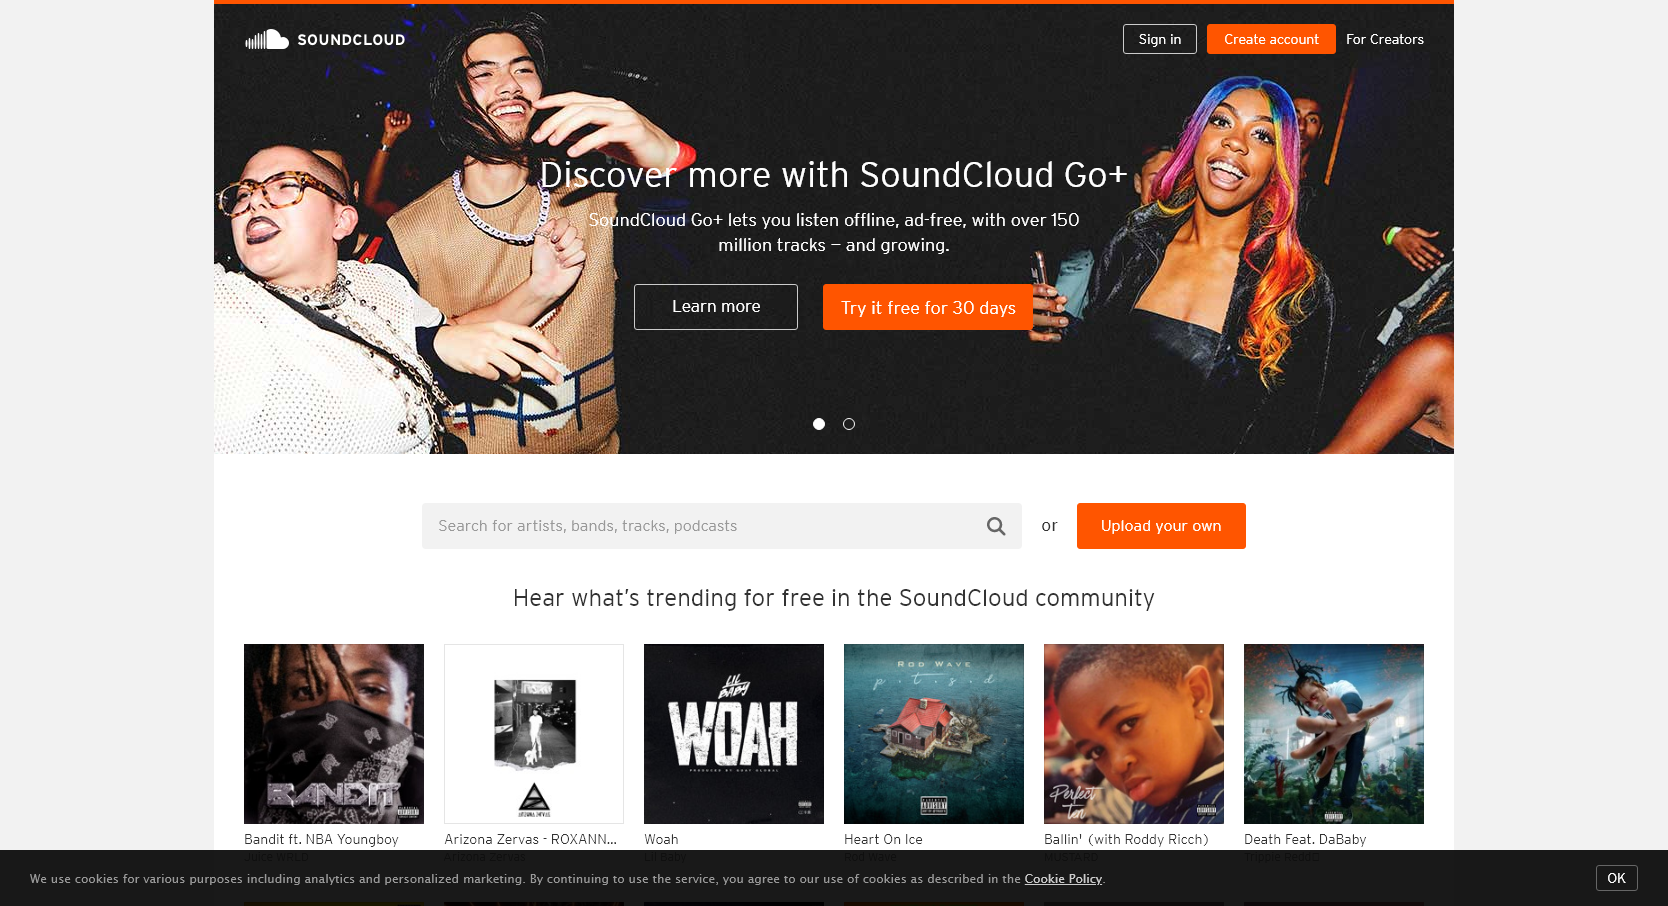 SOUNDCLOUD
Sign in
Create account
For Creators
Discover more with SoundCloud Go+
SoundCloud Go+ lets you listen offline, ad-free, with over 150
million tracks – and growing.
Learn more
Try it free for 30 days
Search for artists, bands, tracks, podcasts
or
Upload your own
Hear what’s trending for free in the SoundCloud community
BANDIT
ARIZONA ZERVAS
LIL BABY
WOAH
PRODUCED BY QUAY GLOBAL
ROD WAVE
p.t.s.d
Perfect
ten
Bandit ft. NBA Youngboy
Arizona Zervas - ROXANN...
Woah
Heart On Ice
Ballin' (with Roddy Ricch)
Death Feat. DaBaby
Juice WRLD
Arizona Zervas
Lil Baby
Rod Wave
MUSTARD
We use cookies for various purposes including analytics and personalized marketing. By continuing to use the service, you agree to our use of cookies as described in the Cookie Policy.
OK